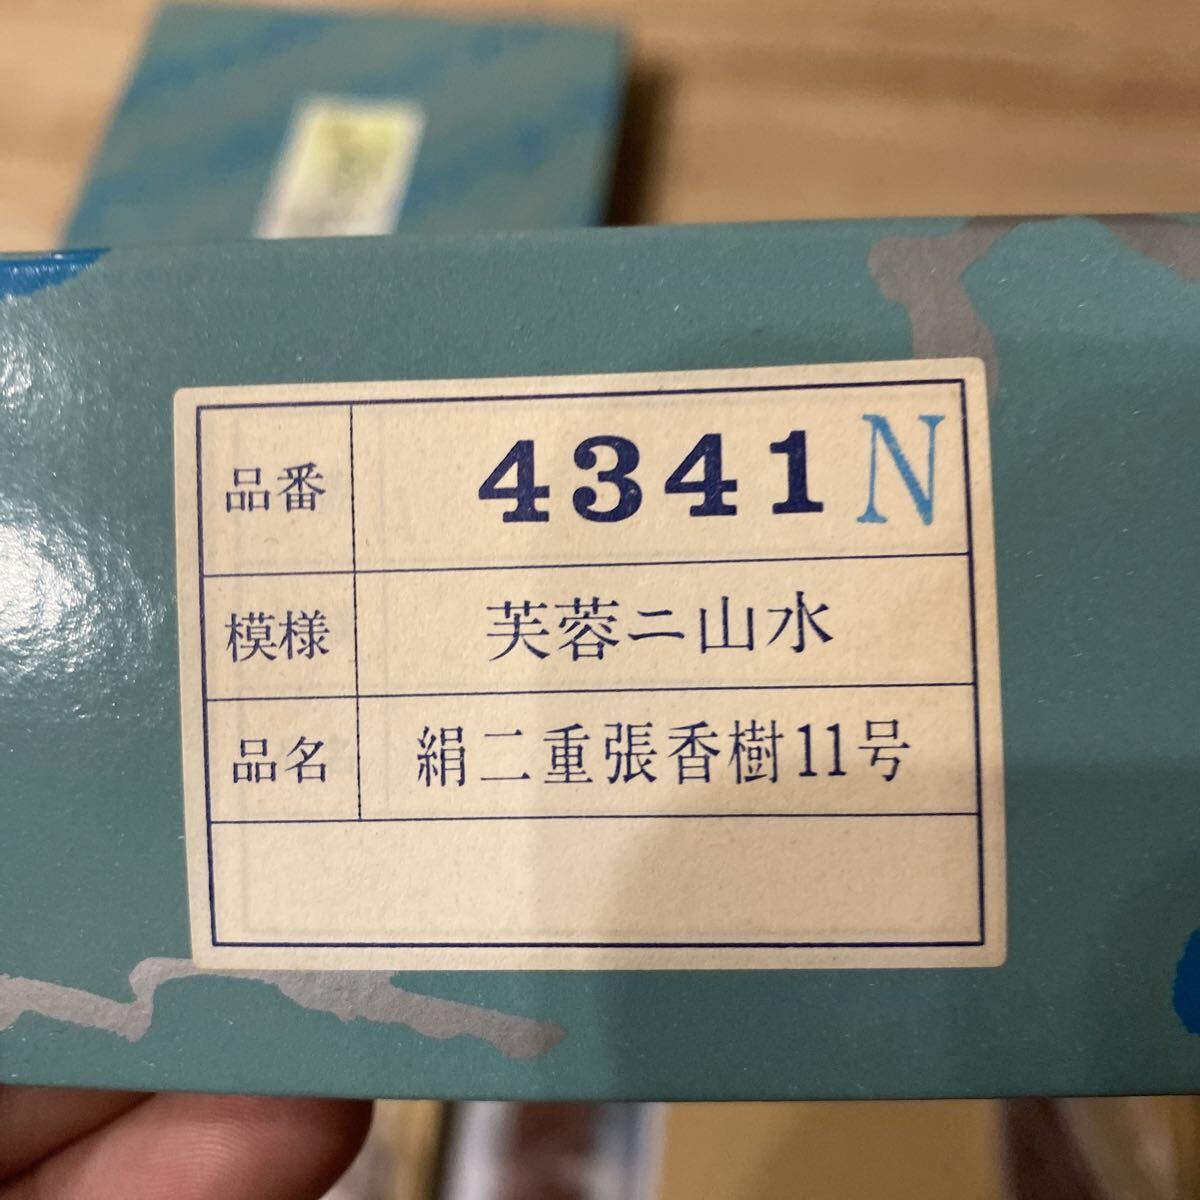 品番 4341N
模様 芙蓉ニ山水
品名 絹二重張香樹11号